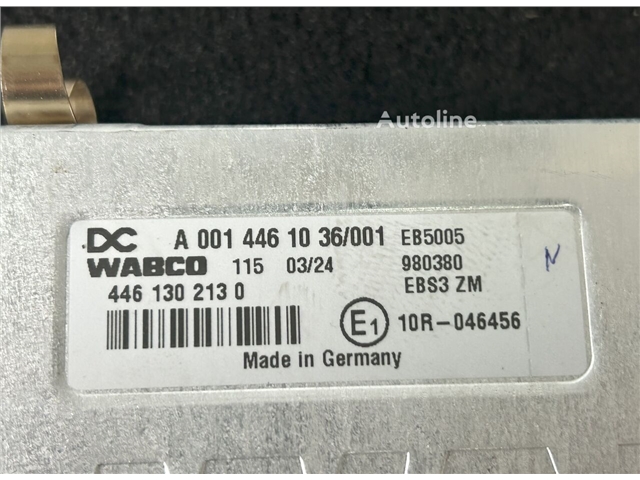 Autoline
DC A 001 446 10 36/001 EB5005
WABCO 115 03/24 980380
446 130 213 0 EBS3 ZM
E1 10R-046456
Made in Germany
N